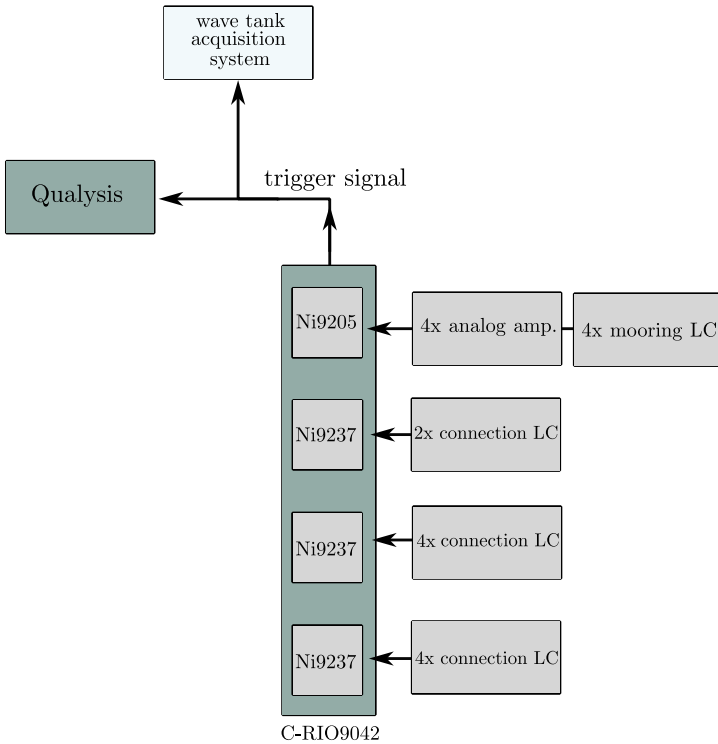 wave tank
acquisition
system
Qualysis
trigger signal
Ni9205
4x analog amp.
4x mooring LC
Ni9237
2x connection LC
Ni9237
4x connection LC
Ni9237
4x connection LC
C-RIO9042